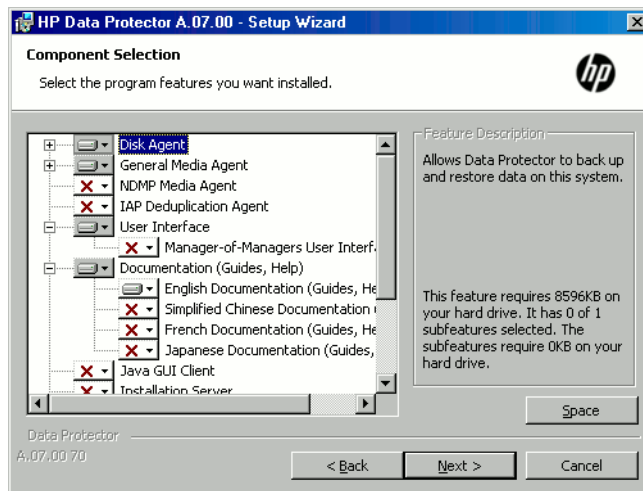 HP Data Protector A.07.00 - Setup Wizard
Component Selection
Select the program features you want installed.
hp
Disk Agent
General Media Agent
NDMP Media Agent
IAP Deduplication Agent
User Interface
Manager-of-Managers User Interf
Documentation (Guides, Help)
English Documentation (Guides, He
Simplified Chinese Documentation
French Documentation (Guides, He
Japanese Documentation (Guides,
Java GUI Client
Installation Server
Feature Description
Allows Data Protector to back up
and restore data on this system.
This feature requires 8596KB on
your hard drive. It has 0 of 1
subfeatures selected. The
subfeatures require 0KB on your
hard drive.
Space
Data Protector
A.07.00 70
< Back
Next >
Cancel